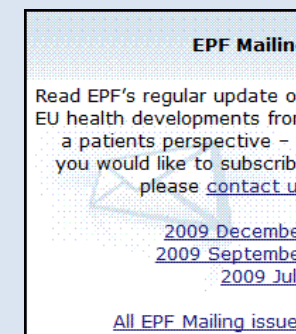 EPF Mailin
Read EPF's regular update o
EU health developments fro
a patients perspective –
you would like to subscrib
please contact u
2009 Decembe
2009 Septembe
2009 Jul
All EPF Mailing issue